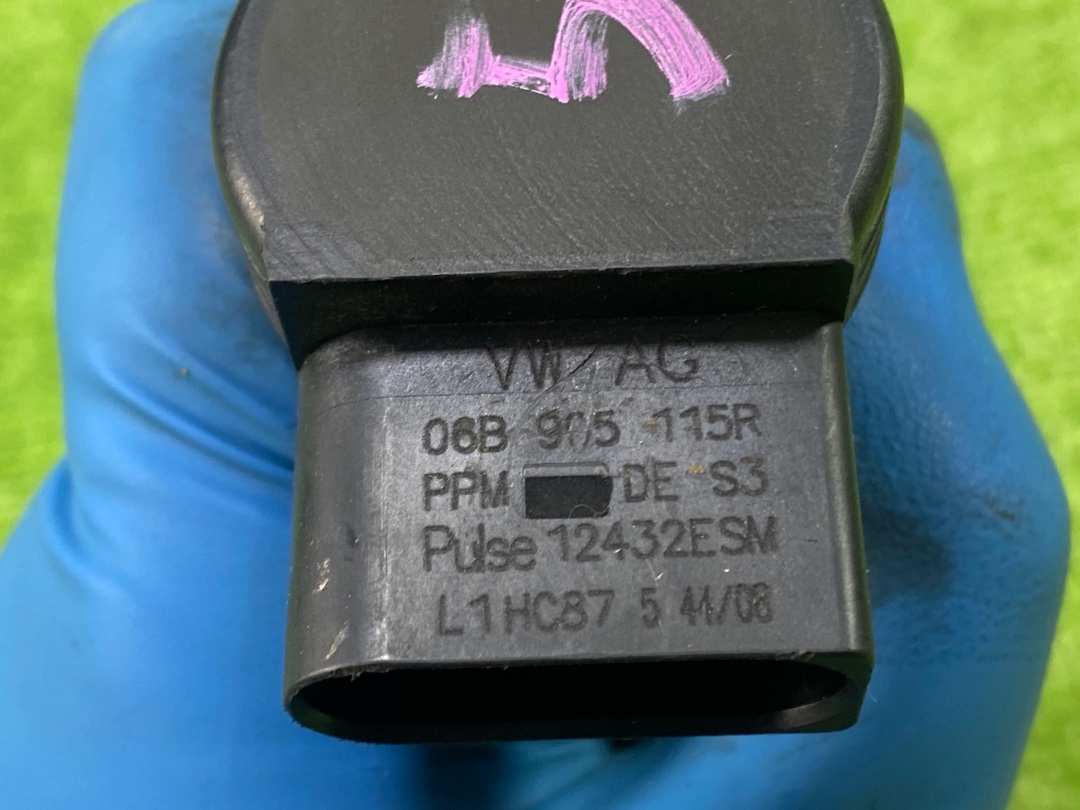 VW AG
06B 905 115R
PPM DE S3
Pulse 12432ESM
L1HC87 5 44/08